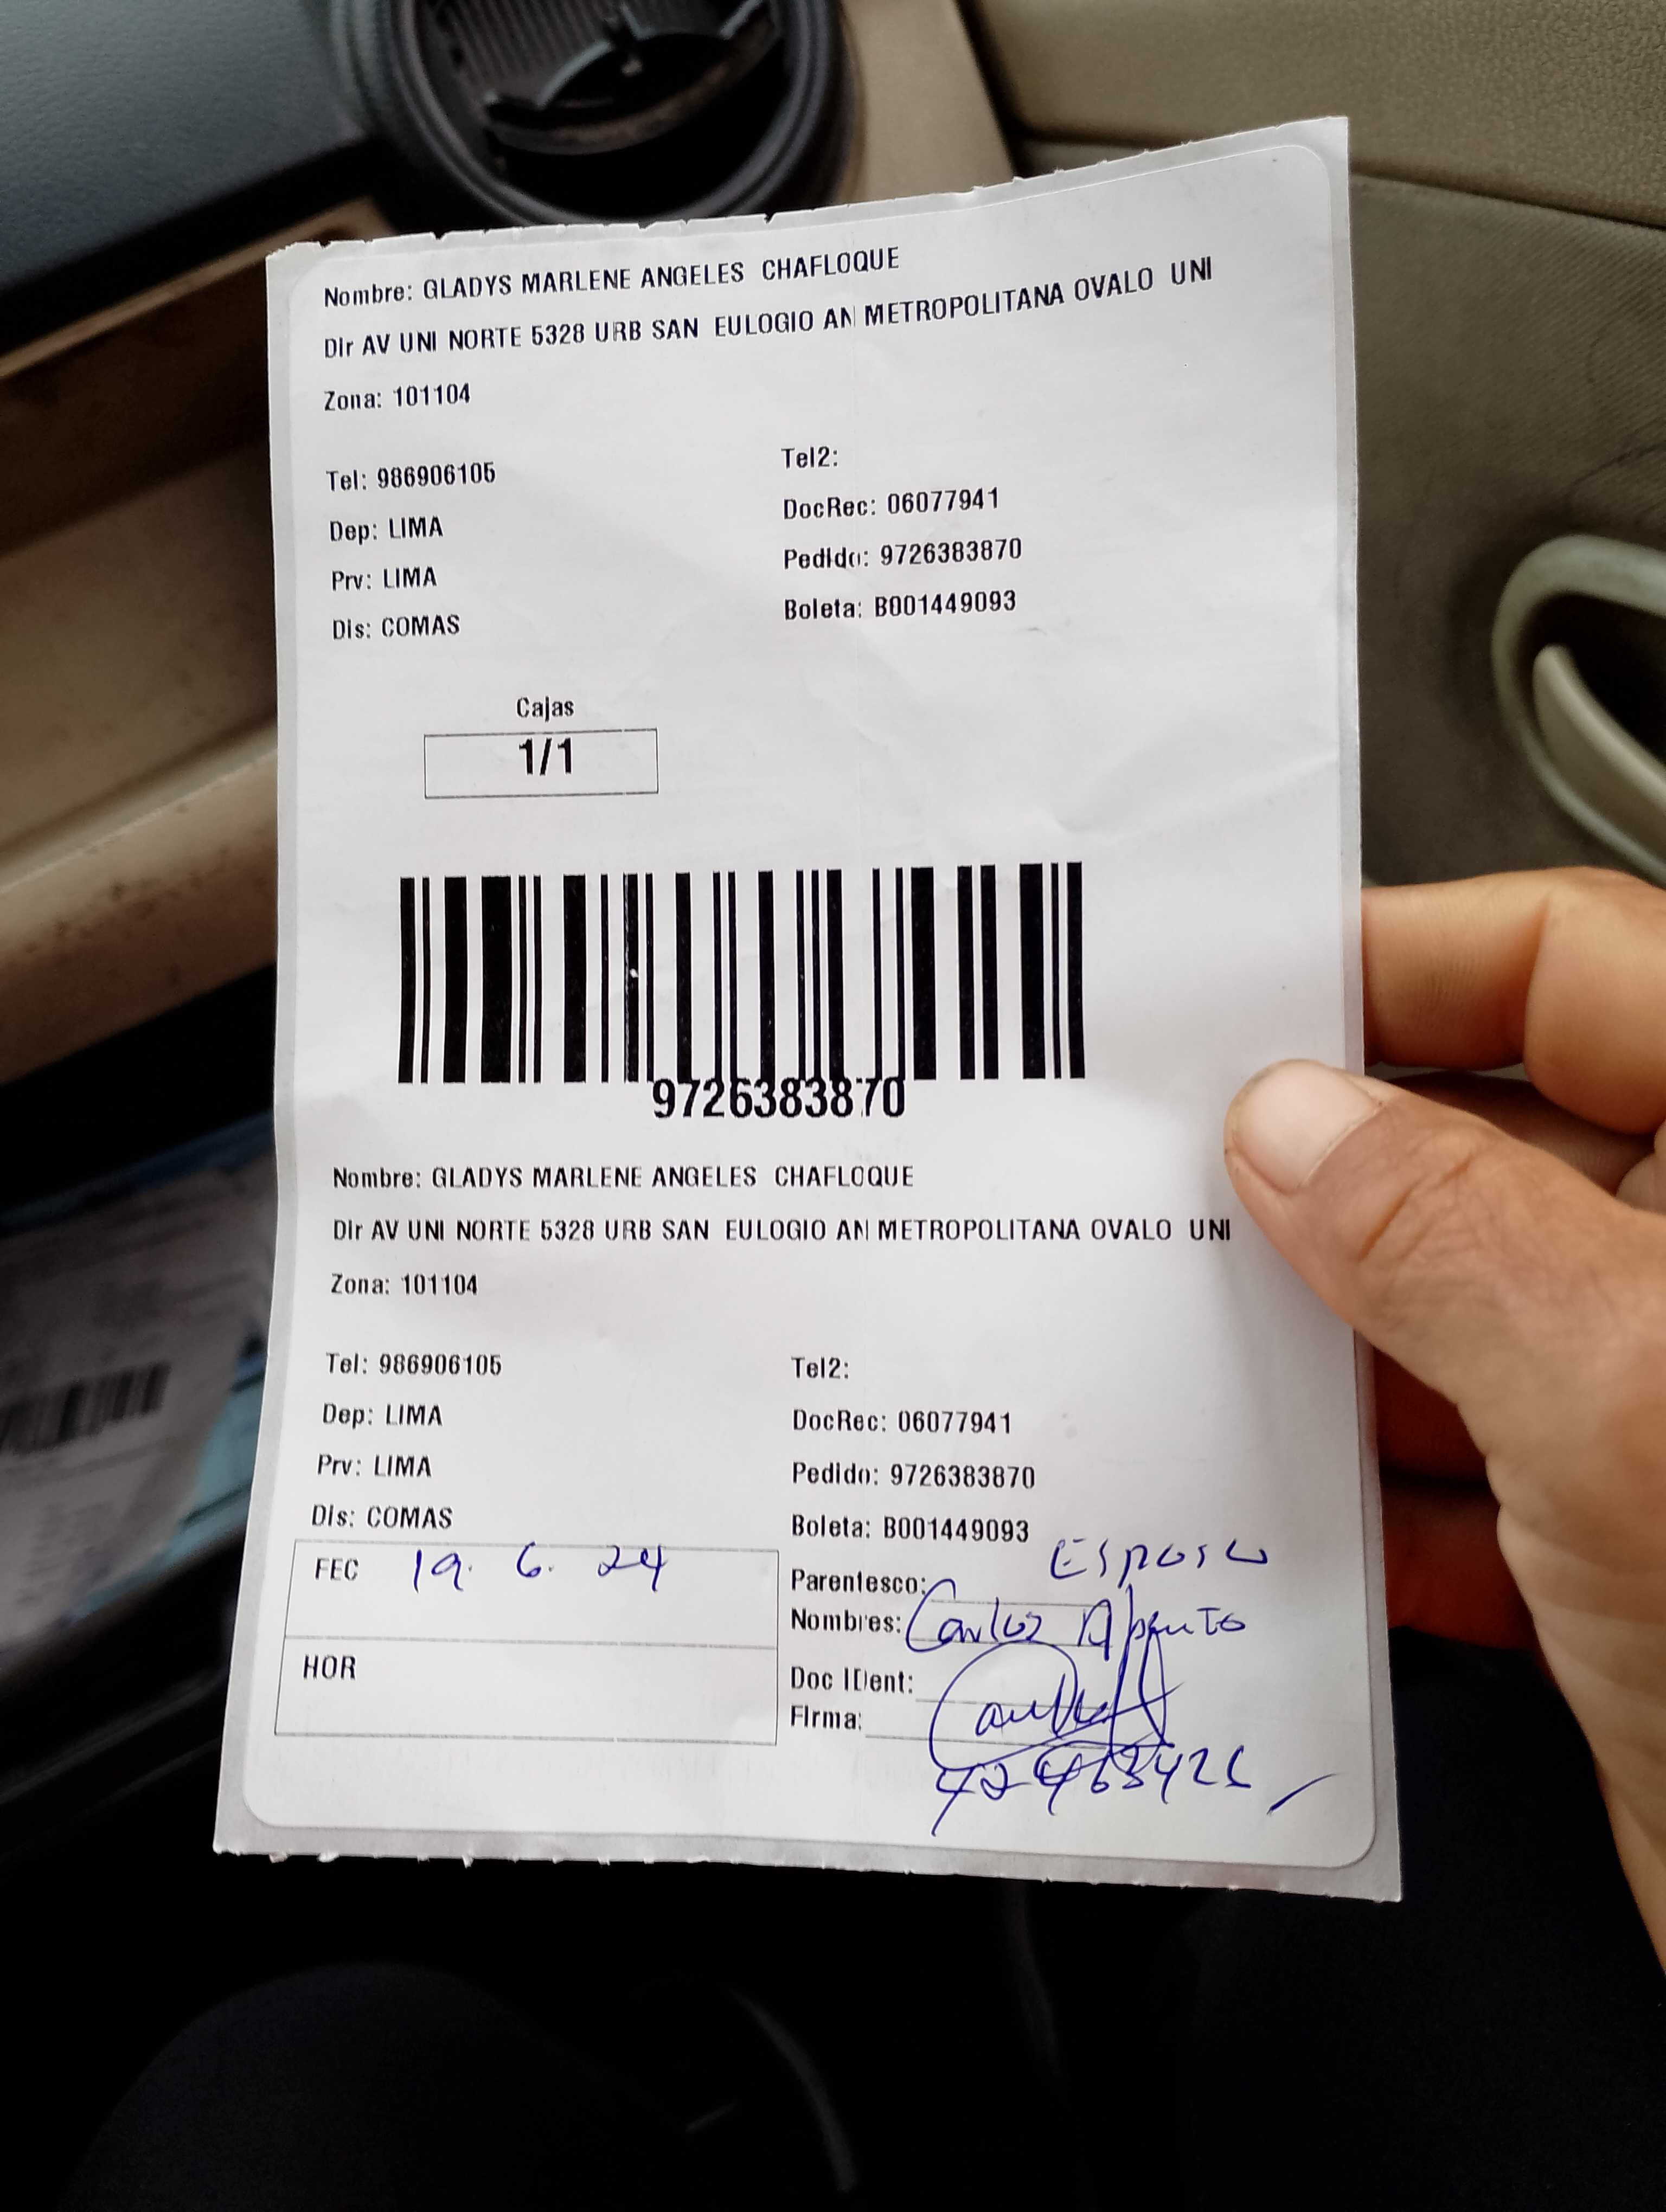 Nombre: GLADYS MARLENE ANGELES CHAFLOQUE
Dir AV UNI NORTE 5328 URB SAN EULOGIO AN METROPOLITANA OVALO UNI
Zona: 101104
Tel: 986906105 Tel2:
DocRec: 06077941
Dep: LIMA
Pedido: 9726383870
Prv: LIMA
Boleta: B001449093
Dis: COMAS
Cajas
1/1
9726383870
Nombre: GLADYS MARLENE ANGELES CHAFLOQUE
Dir AV UNI NORTE 5328 URB SAN EULOGIO AN METROPOLITANA OVALO UNI
Zona: 101104
Tel: 986906105 Tel2:
Dep: LIMA DocRec: 06077941
Prv: LIMA Pedido: 9726383870
Dis: COMAS Boleta: B001449093
FEC 19. 6. 24
Parentesco: Esposo
Nombres: Carlos
HOR
Doc IDent:
Firma: